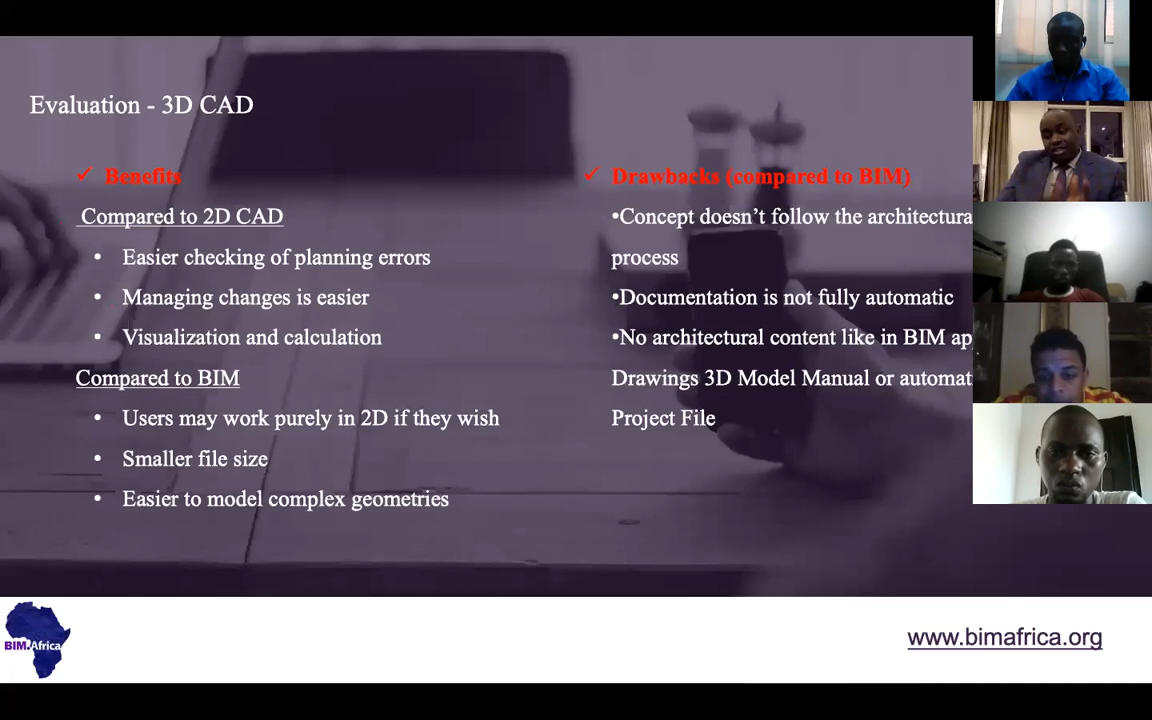 Evaluation - 3D CAD
✓ Benefits
Compared to 2D CAD
• Easier checking of planning errors
• Managing changes is easier
• Visualization and calculation
Compared to BIM
• Users may work purely in 2D if they wish
• Smaller file size
• Easier to model complex geometries
✓ Drawbacks (compared to BIM)
•Concept doesn’t follow the architectura
process
•Documentation is not fully automatic
•No architectural content like in BIM ap
Drawings 3D Model Manual or automat
Project File
BIM Africa
www.bimafrica.org